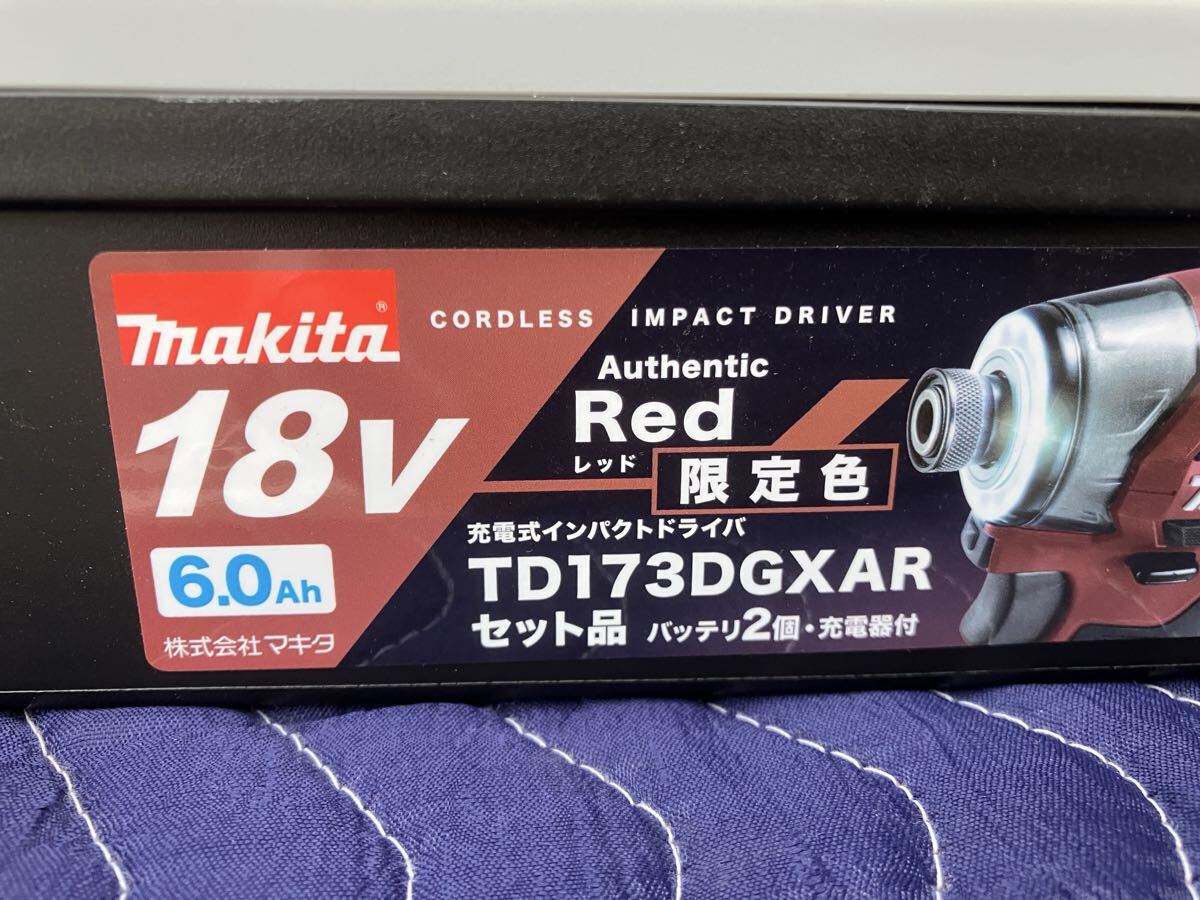 makita®
CORDLESS IMPACT DRIVER
18V
Authentic
Red
レッド
限定色
6.0Ah
充電式インパクトドライバ
TD173DGXAR
セット品 バッテリ2個・充電器付
株式会社マキタ